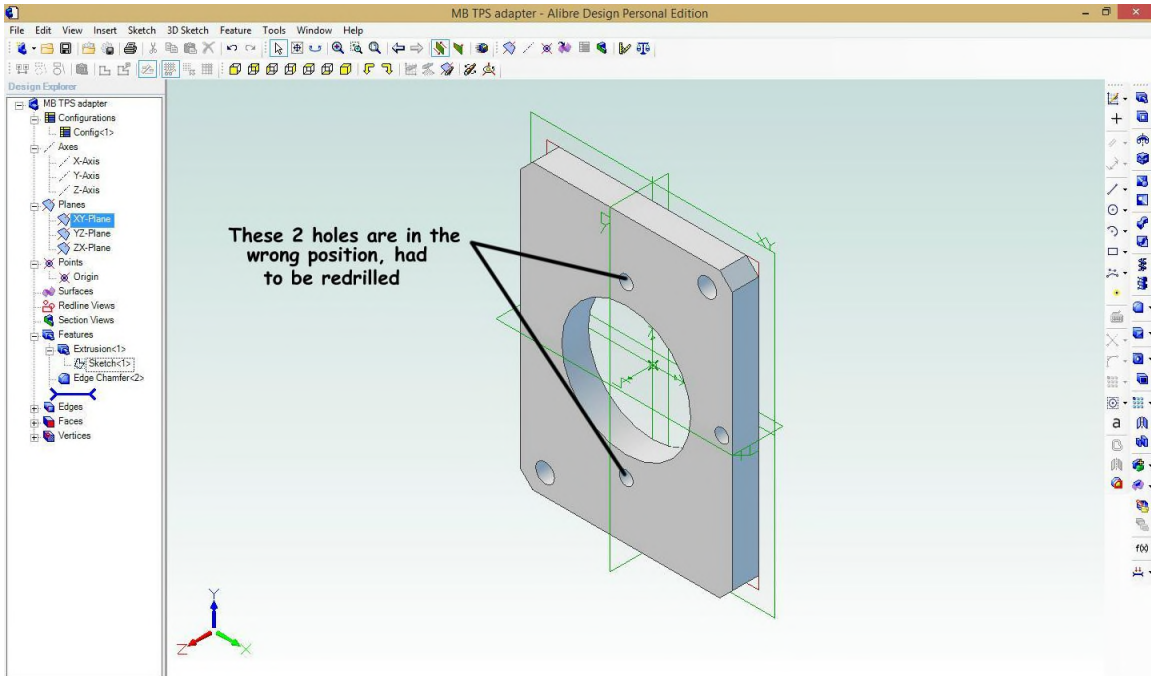 MB TPS adapter - Alibre Design Personal Edition
File Edit View Insert Sketch 3D Sketch Feature Tools Window Help
Design Explorer
MB TPS adapter
Configurations
Config<1>
Axes
X-Axis
Y-Axis
Z-Axis
Planes
XY-Plane
YZ-Plane
ZX-Plane
Points
Origin
Surfaces
Redline Views
Section Views
Features
Extrusion<1>
Sketch<1>
Edge Chamfer<2>
Edges
Faces
Vertices
These 2 holes are in the
wrong position, had
to be redrilled
XY
Y
Z
X
a
f(x)